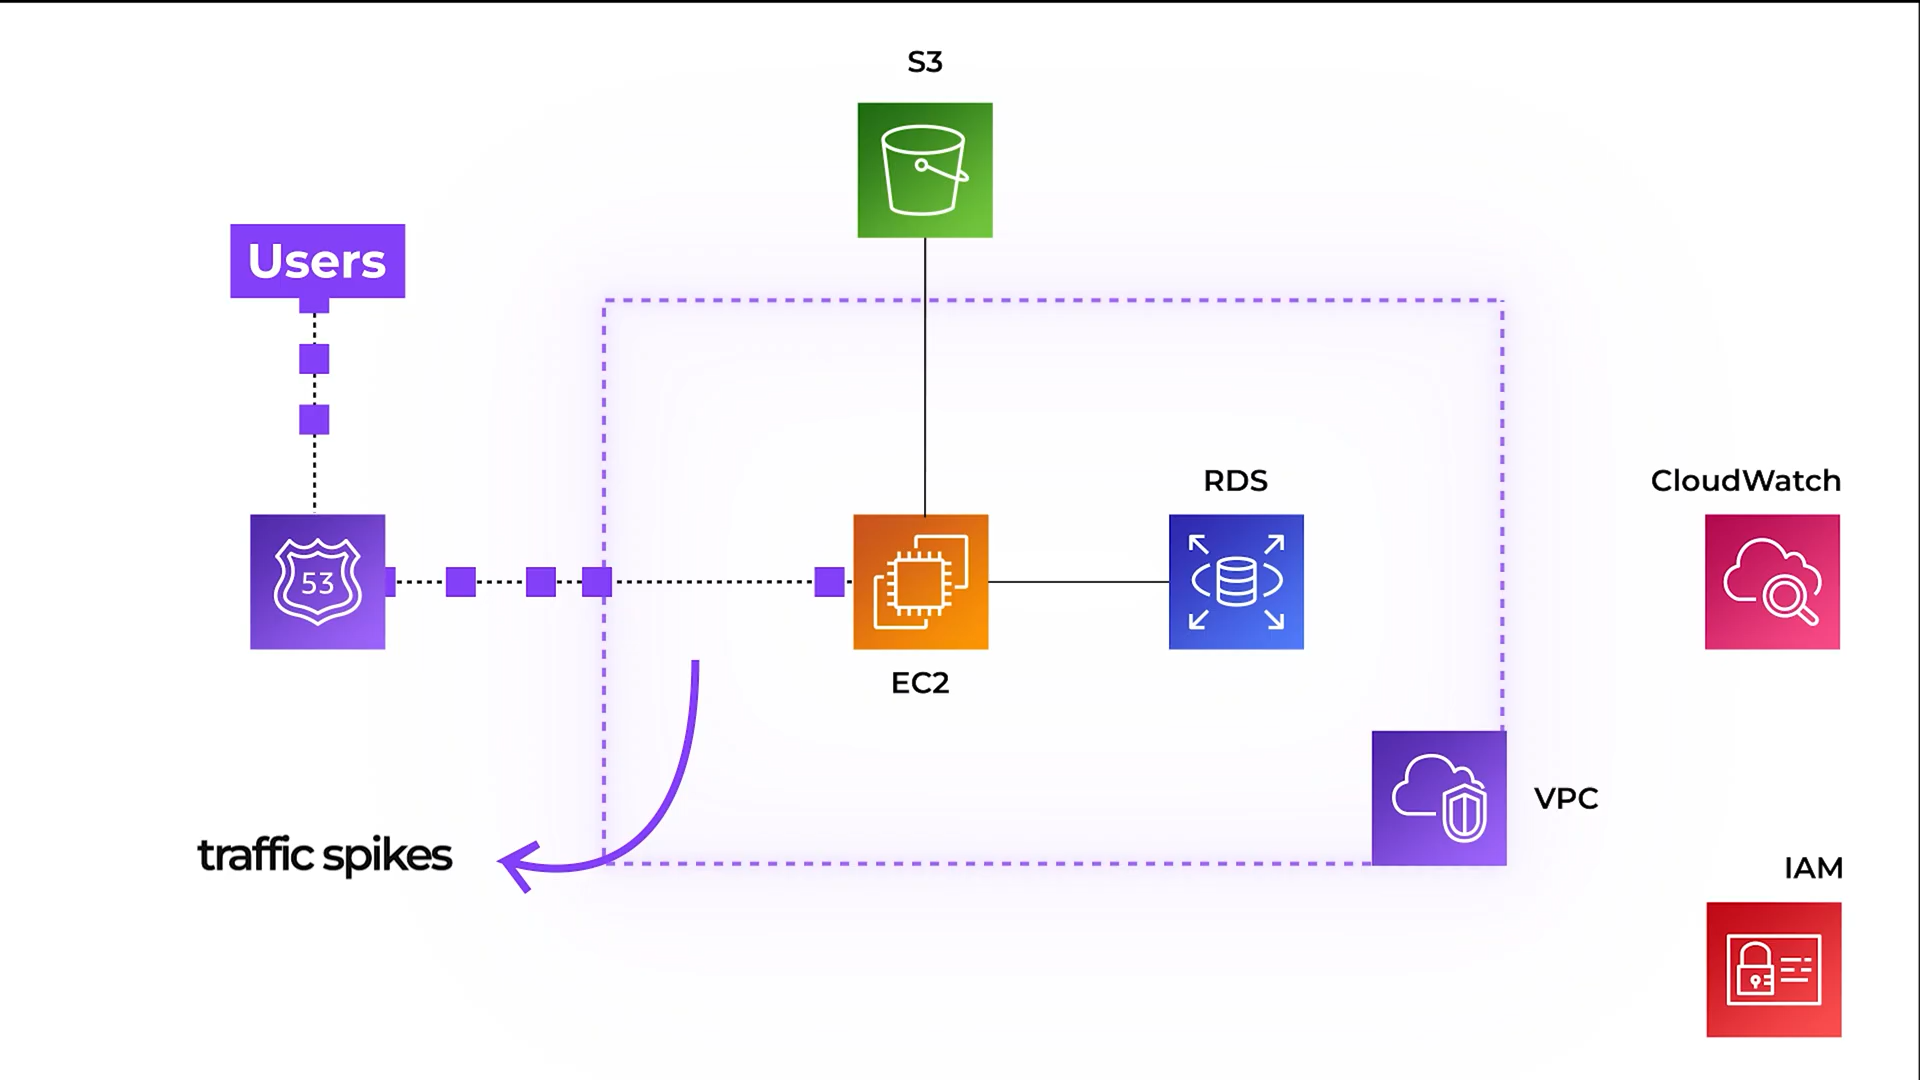 S3
Users
RDS
CloudWatch
53
EC2
VPC
traffic spikes
IAM